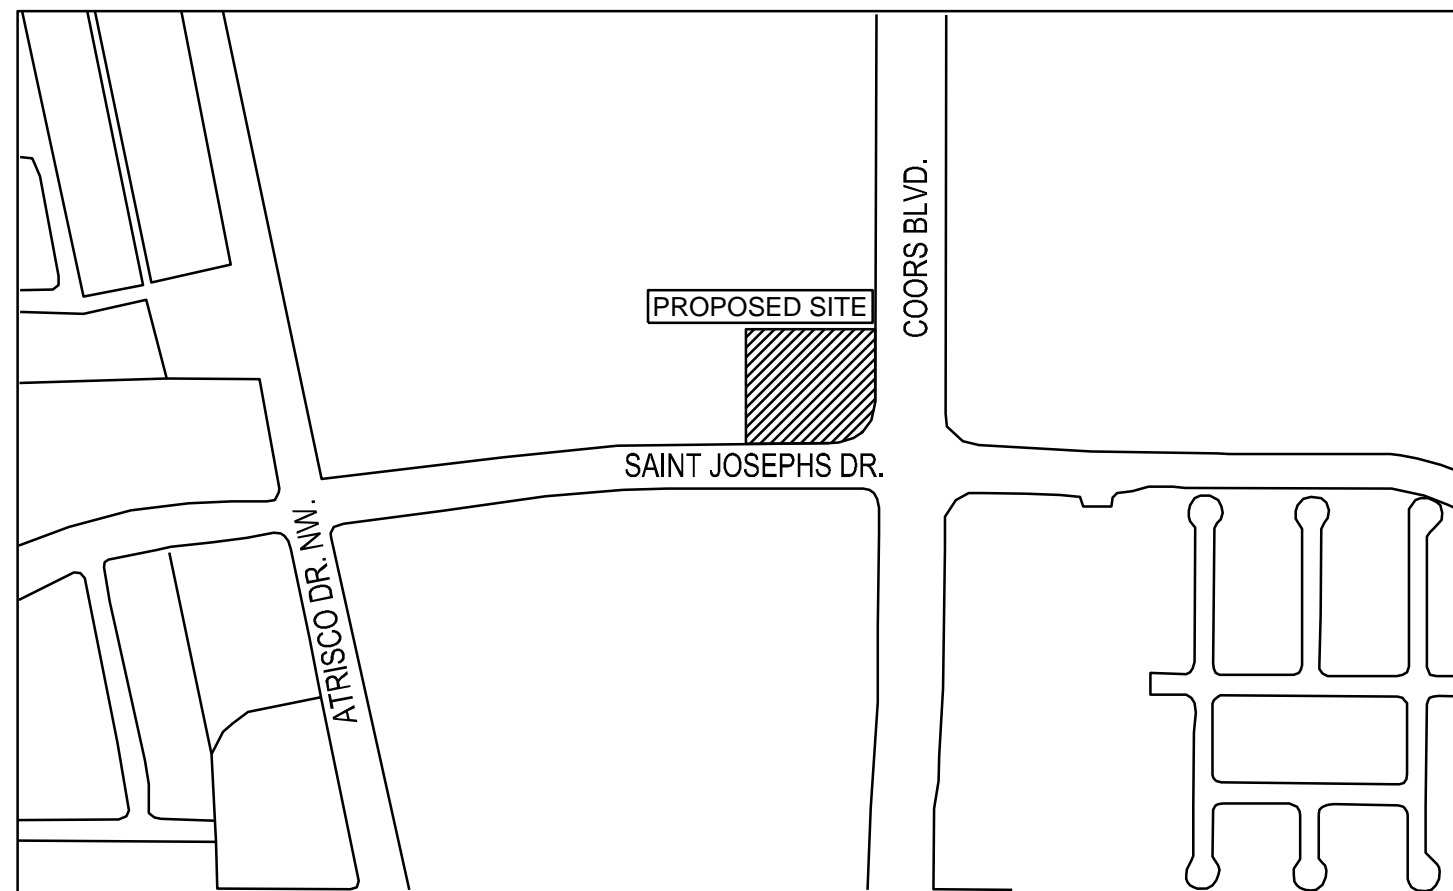 COORS BLVD.
PROPOSED SITE
SAINT JOSEPHS DR.
ATRISCO DR. NW.